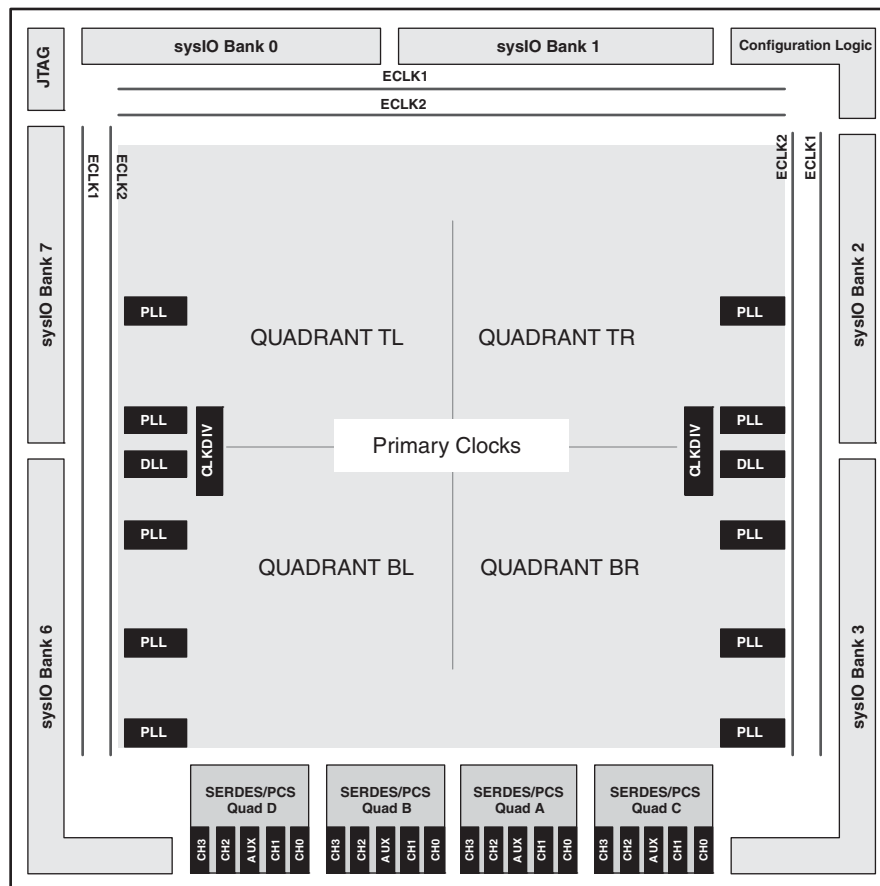 JTAG
sysIO Bank 0
sysIO Bank 1
Configuration Logic
ECLK1
ECLK2
sysIO Bank 7
ECLK1
ECLK2
ECLK2
ECLK1
sysIO Bank 2
PLL
QUADRANT TL
QUADRANT TR
PLL
PLL
CLKDIV
Primary Clocks
CLKDIV
PLL
DLL
DLL
PLL
QUADRANT BL
QUADRANT BR
PLL
sysIO Bank 6
PLL
PLL
sysIO Bank 3
PLL
PLL
SERDES/PCS
Quad D
CH3
CH2
AUX
CH1
CH0
SERDES/PCS
Quad B
CH3
CH2
AUX
CH1
CH0
SERDES/PCS
Quad A
CH3
CH2
AUX
CH1
CH0
SERDES/PCS
Quad C
CH3
CH2
AUX
CH1
CH0